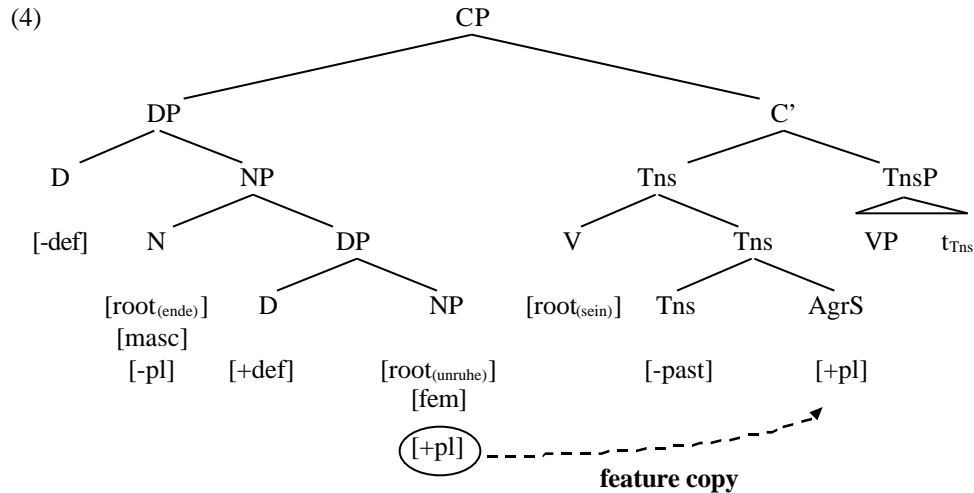 (4) CP
DP C’
D NP Tns TnsP
[-def] N DP V Tns VP tTns
[root(ende)] D NP [root(sein)] Tns AgrS
[masc]
[-pl] [+def] [root(unruhe)] [-past] [+pl]
[fem]
[+pl]
feature copy